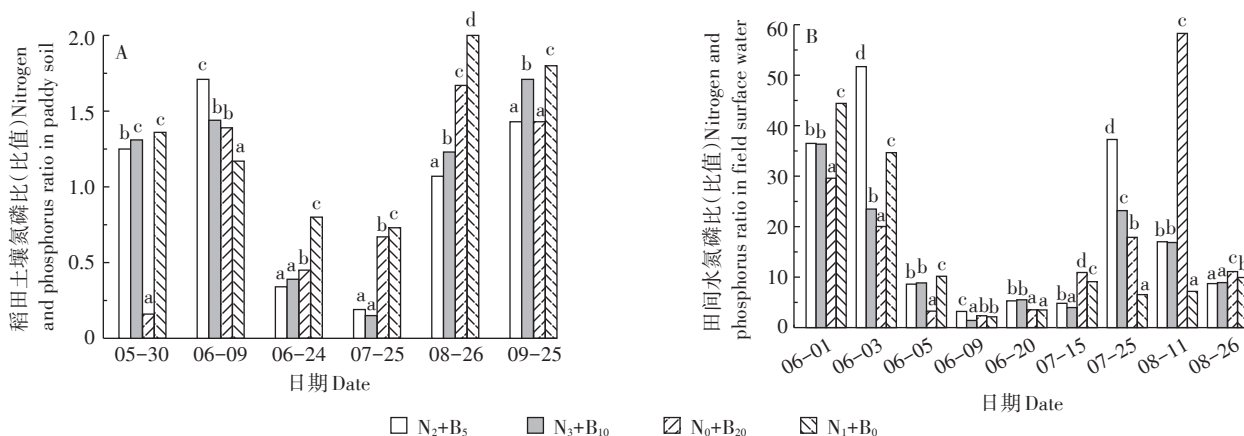 稻田土壤氮磷比(比值)Nitrogen
and phosphorus ratio in paddy soil
A
2.0
1.5
1.0
0.5
0
b c a c
c b b a
a a b c
a a b c
a b c d
a b a c
05-30 06-09 06-24 07-25 08-26 09-25
日期 Date
田间水氮磷比(比值)Nitrogen and
phosphorus ratio in field surface water
B
60
50
40
30
20
10
0
b b a c
d b a c
b b a c
c a b b
b b a a
b a d c
d c b a
b b c a
a a c b
06-01 06-03 06-05 06-09 06-20 07-15 07-25 08-11 08-26
日期 Date
N₂+B₅ N₃+B₁₀ N₀+B₂₀ N₁+B₀